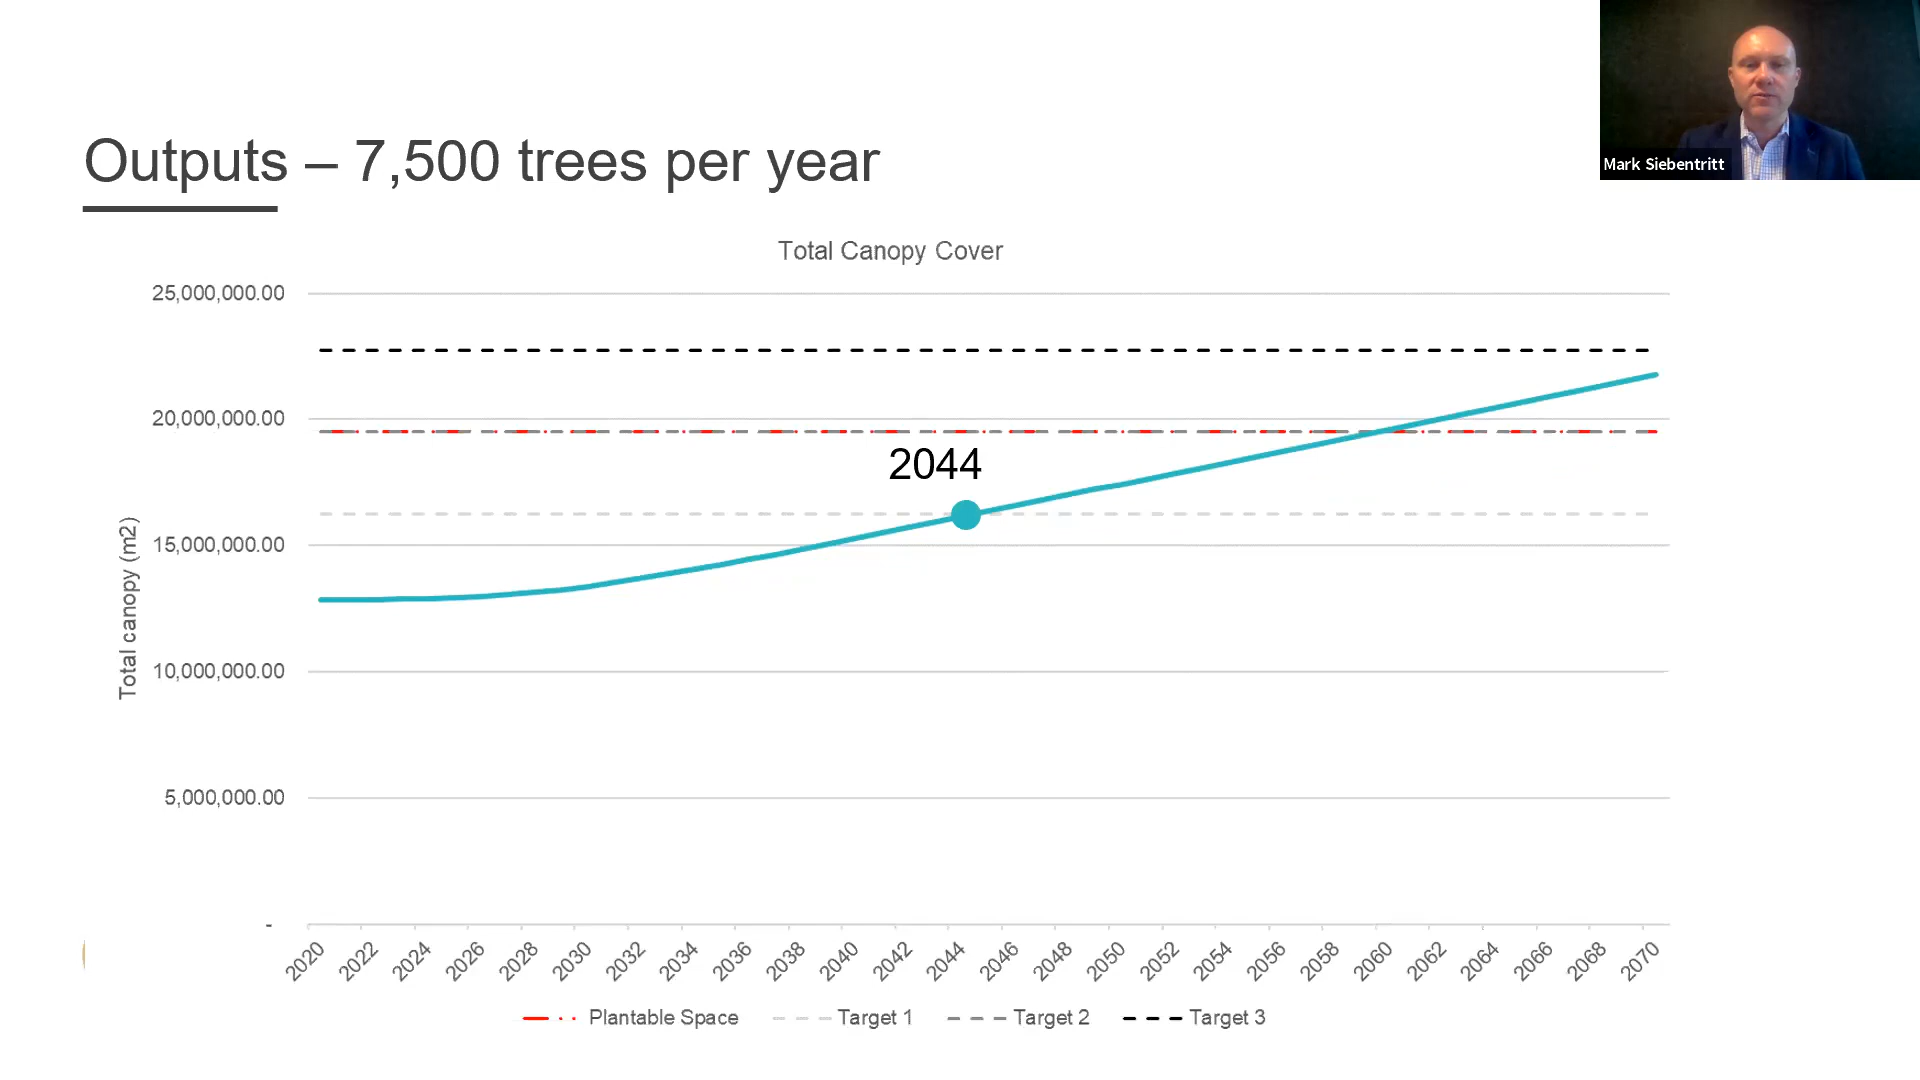 Mark Siebentritt
Outputs – 7,500 trees per year
Total Canopy Cover
25,000,000.00
20,000,000.00
15,000,000.00
10,000,000.00
5,000,000.00
-
Total canopy (m2)
2044
2020 2022 2024 2026 2028 2030 2032 2034 2036 2038 2040 2042 2044 2046 2048 2050 2052 2054 2056 2058 2060 2062 2064 2066 2068 2070
Plantable Space Target 1 Target 2 Target 3